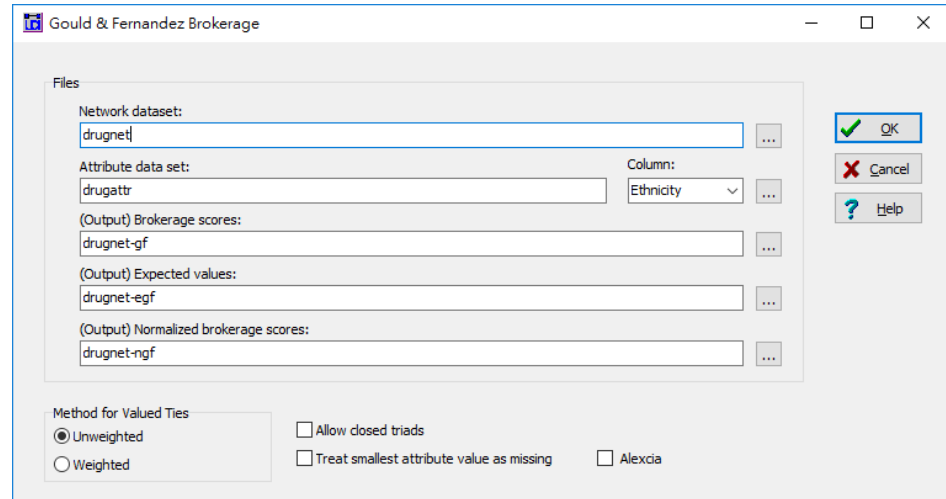 Gould & Fernandez Brokerage
Files
Network dataset:
drugnet
...
OK
Attribute data set:
Column:
drugattr
Ethnicity
...
Cancel
(Output) Brokerage scores:
drugnet-gf
...
Help
(Output) Expected values:
drugnet-egf
...
(Output) Normalized brokerage scores:
drugnet-ngf
...
Method for Valued Ties
Unweighted
Weighted
Allow closed triads
Treat smallest attribute value as missing
Alexcia